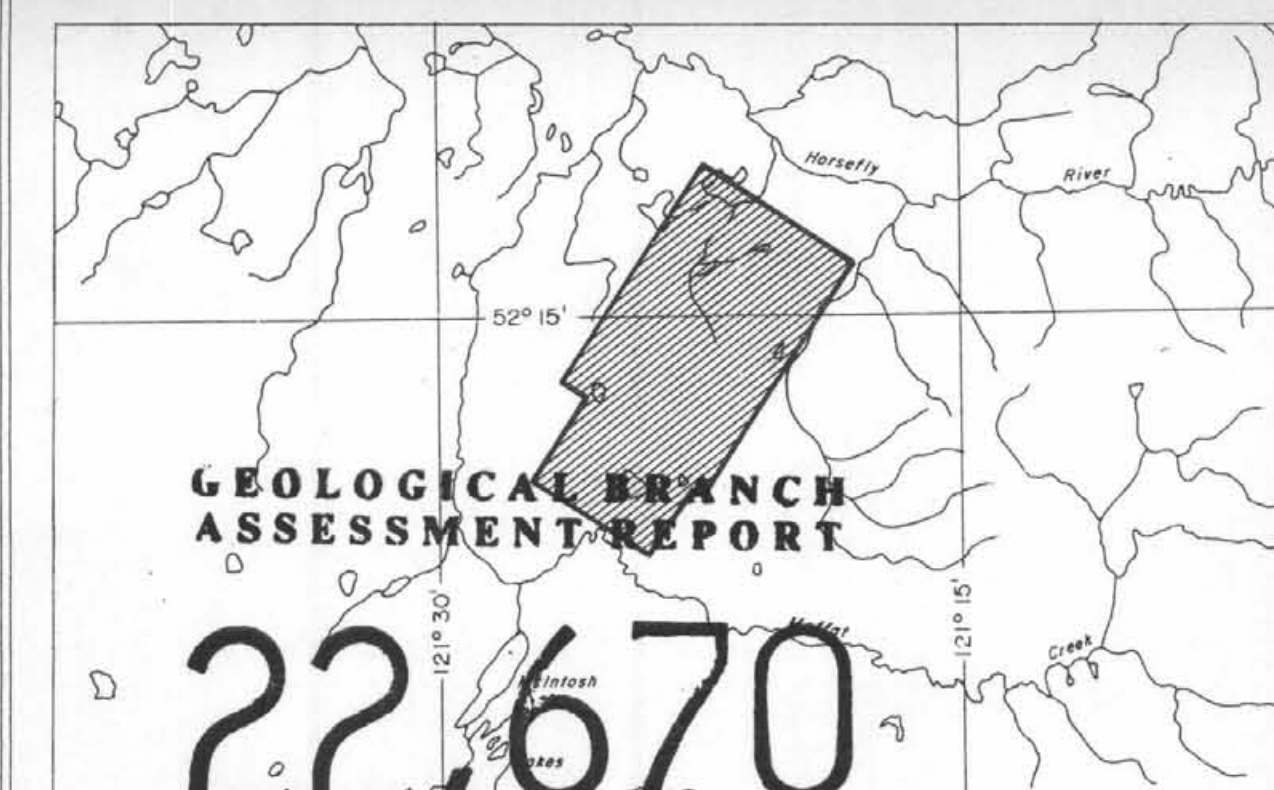 Horsefly River
52° 15'
GEOLOGICAL BRANCH
ASSESSMENT REPORT
121° 30'
121° 15'
Moffat Creek
22,670
McIntosh
Lakes